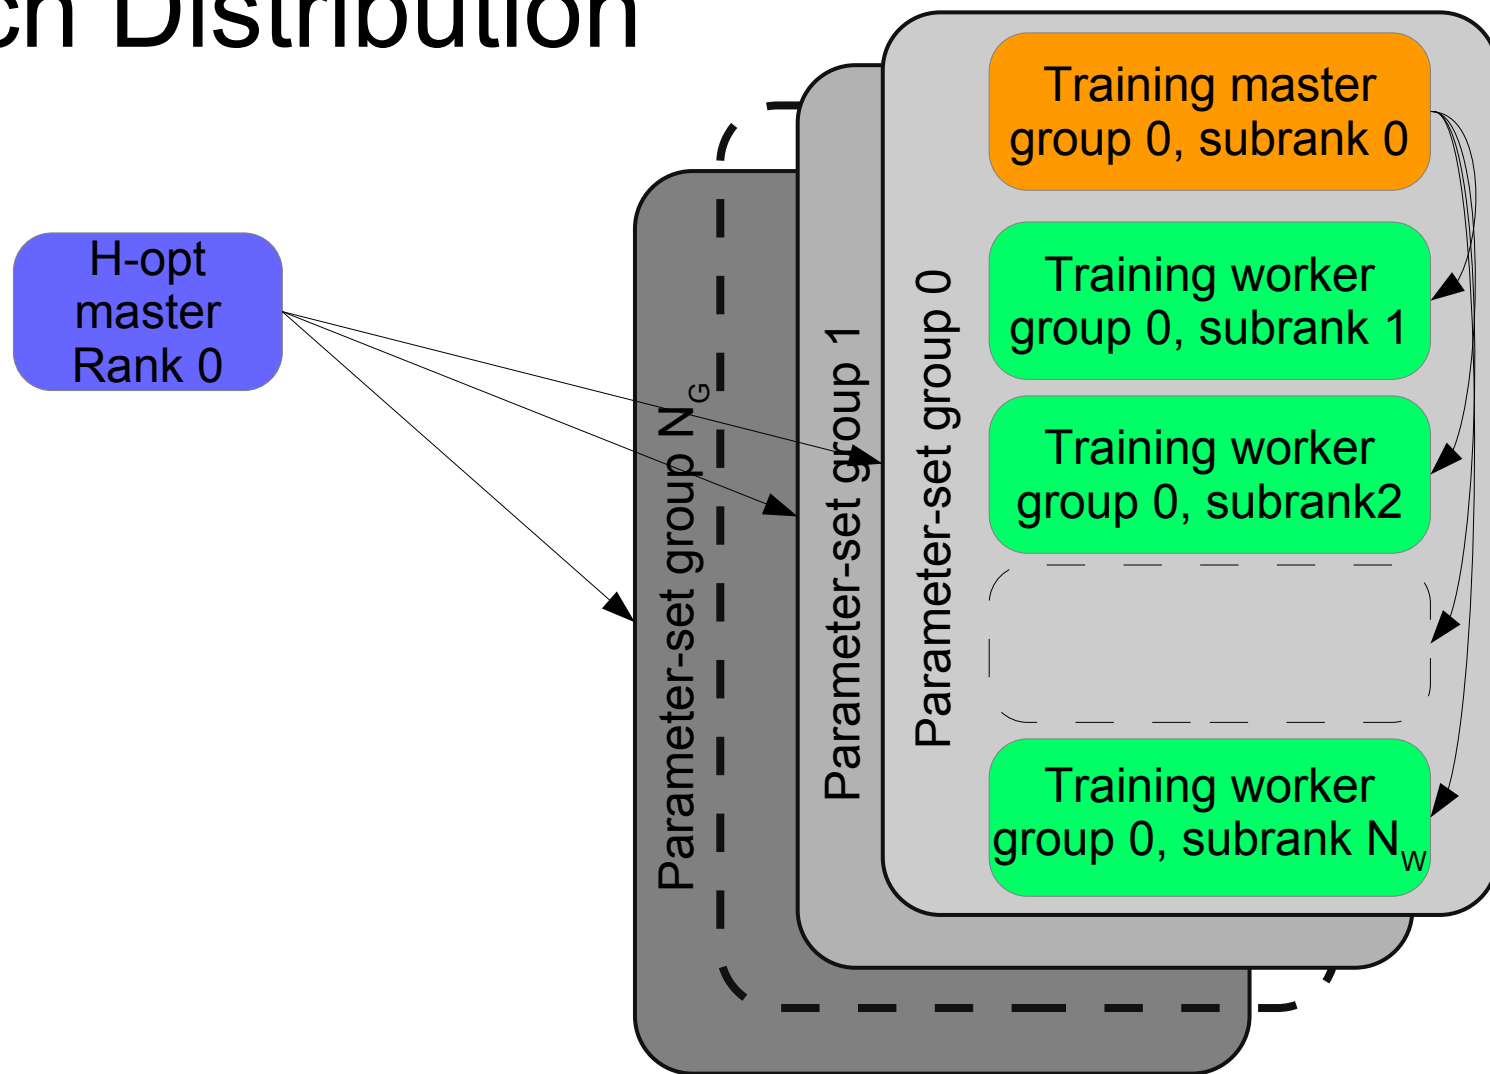 ch Distribution
H-opt
master
Rank 0
Parameter-set group N_G
Parameter-set group 1
Parameter-set group 0
Training master
group 0, subrank 0
Training worker
group 0, subrank 1
Training worker
group 0, subrank2
Training worker
group 0, subrank N_W